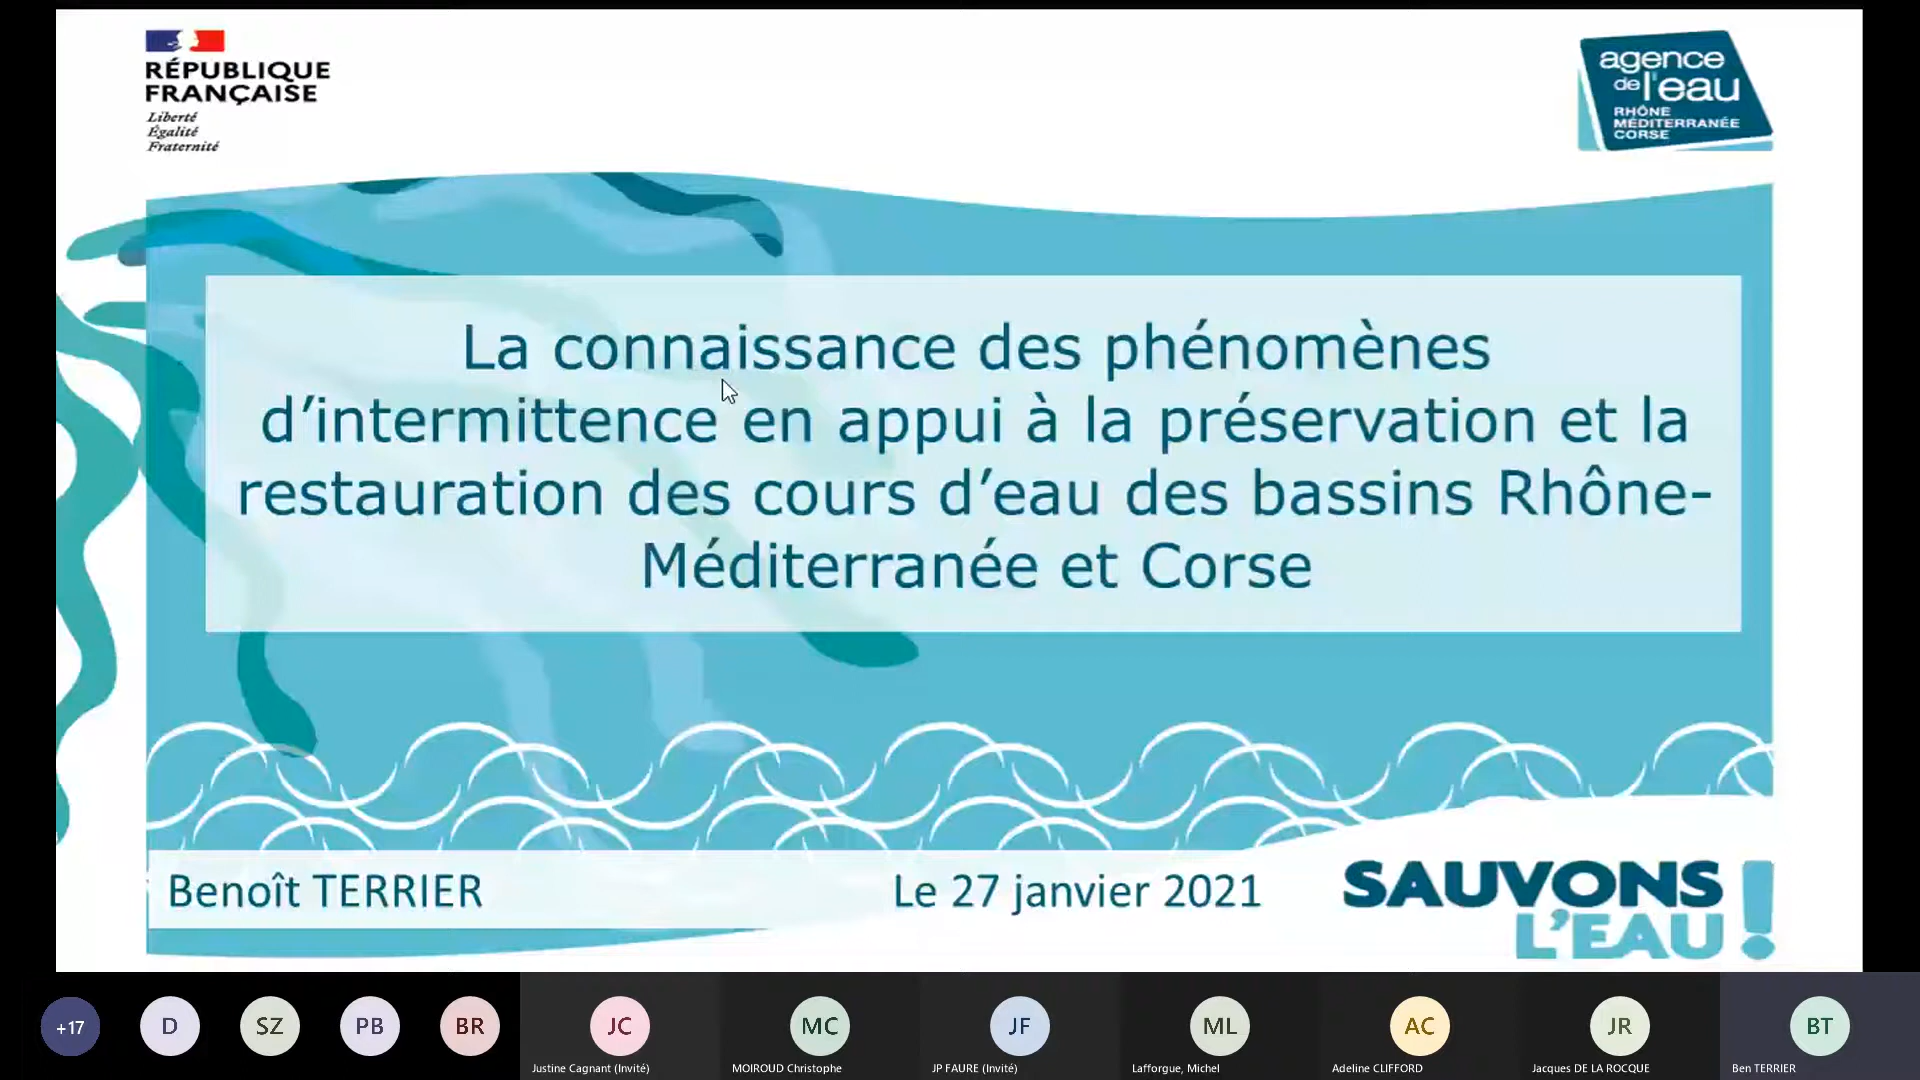 RÉPUBLIQUE
FRANÇAISE
Liberté
Égalité
Fraternité
agence
de l'eau
RHÔNE
MÉDITERRANÉE
CORSE
La connaissance des phénomènes
d’intermittence en appui à la préservation et la
restauration des cours d’eau des bassins Rhône-
Méditerranée et Corse
Benoît TERRIER
Le 27 janvier 2021
SAUVONS
L'EAU !
+17
D
SZ
PB
BR
JC
Justine Cagnant (Invité)
MC
MOIROUD Christophe
JF
JP FAURE (Invité)
ML
Lafforgue, Michel
AC
Adeline CLIFFORD
JR
Jacques DE LA ROCQUE
BT
Ben TERRIER